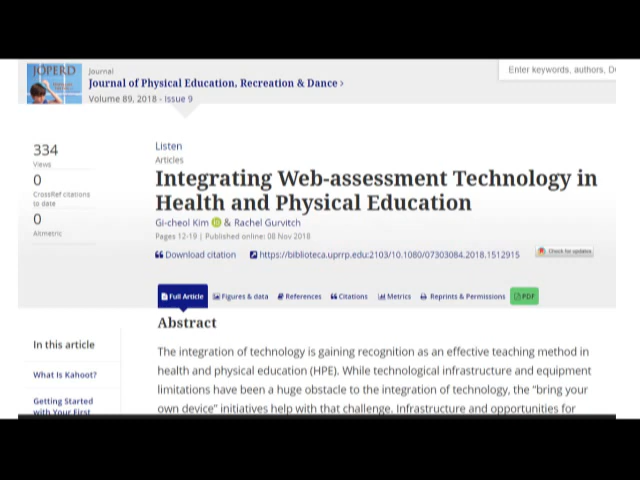 JOPERD
Journal
Journal of Physical Education, Recreation & Dance ›
Volume 89, 2018 - Issue 9
Enter keywords, authors, D
334
Views
0
CrossRef citations
to date
0
Altmetric
Listen
Articles
Integrating Web-assessment Technology in
Health and Physical Education
Gi-cheol Kim iD & Rachel Gurvitch
Pages 12-19 | Published online: 08 Nov 2018
Download citation https://biblioteca.uprrp.edu:2103/10.1080/07303084.2018.1512915 Check for updates
Full Article Figures & data References Citations Metrics Reprints & Permissions PDF
In this article
What Is Kahoot?
Getting Started
with Your First
Abstract
The integration of technology is gaining recognition as an effective teaching method in
health and physical education (HPE). While technological infrastructure and equipment
limitations have been a huge obstacle to the integration of technology, the "bring your
own device" initiatives help with that challenge. Infrastructure and opportunities for